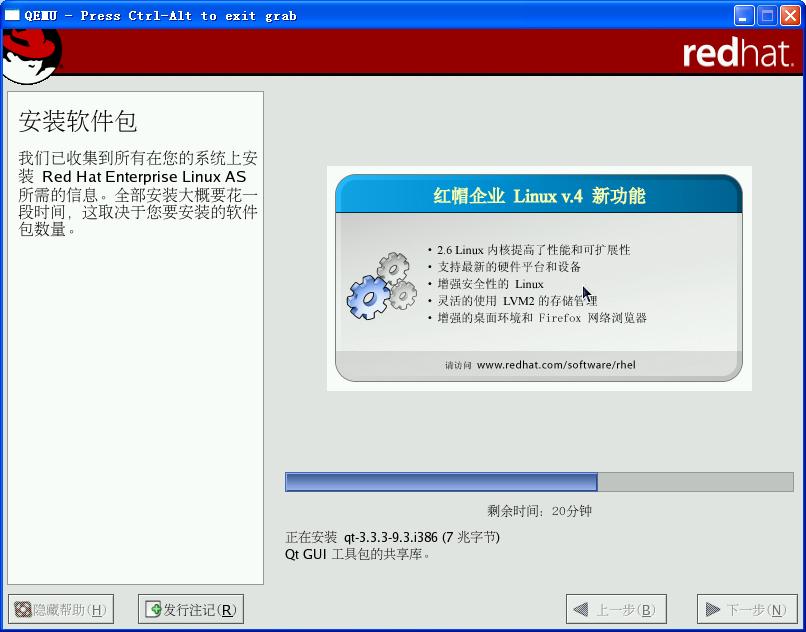 QEMU - Press Ctrl-Alt to exit grab
redhat.
安装软件包
我们已收集到所有在您的系统上安
装 Red Hat Enterprise Linux AS
所需的信息。全部安装大概要花一
段时间，这取决于您要安装的软件
包数量。
红帽企业 Linux v.4 新功能
• 2.6 Linux 内核提高了性能和可扩展性
• 支持最新的硬件平台和设备
• 增强安全性的 Linux
• 灵活的使用 LVM2 的存储管理
• 增强的桌面环境和 Firefox 网络浏览器
请访问 www.redhat.com/software/rhel
剩余时间: 20分钟
正在安装 qt-3.3.3-9.3.i386 (7 兆字节)
Qt GUI 工具包的共享库。
隐藏帮助(H)
发行注记(R)
上一步(B)
下一步(N)